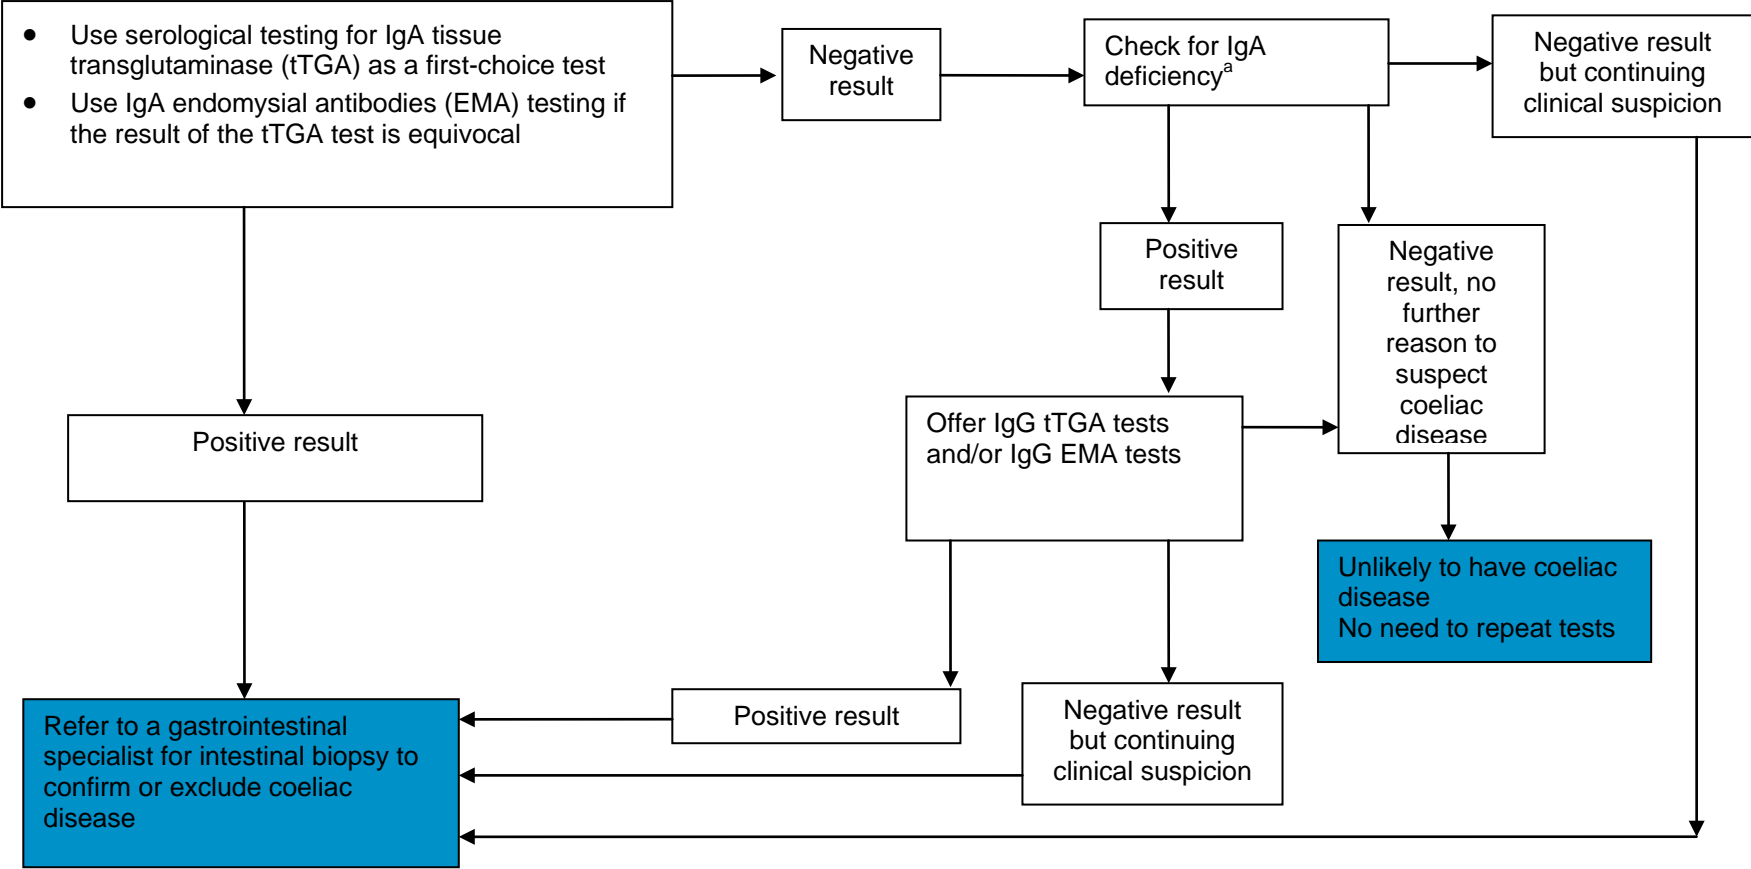 • Use serological testing for IgA tissue
transglutaminase (tTGA) as a first-choice test
• Use IgA endomysial antibodies (EMA) testing if
the result of the tTGA test is equivocal
Negative
result
Check for IgA
deficiencyᵃ
Negative result
but continuing
clinical suspicion
Positive
result
Negative
result, no
further
reason to
suspect
coeliac
disease
Positive result
Offer IgG tTGA tests
and/or IgG EMA tests
Unlikely to have coeliac
disease
No need to repeat tests
Refer to a gastrointestinal
specialist for intestinal biopsy to
confirm or exclude coeliac
disease
Positive result
Negative result
but continuing
clinical suspicion